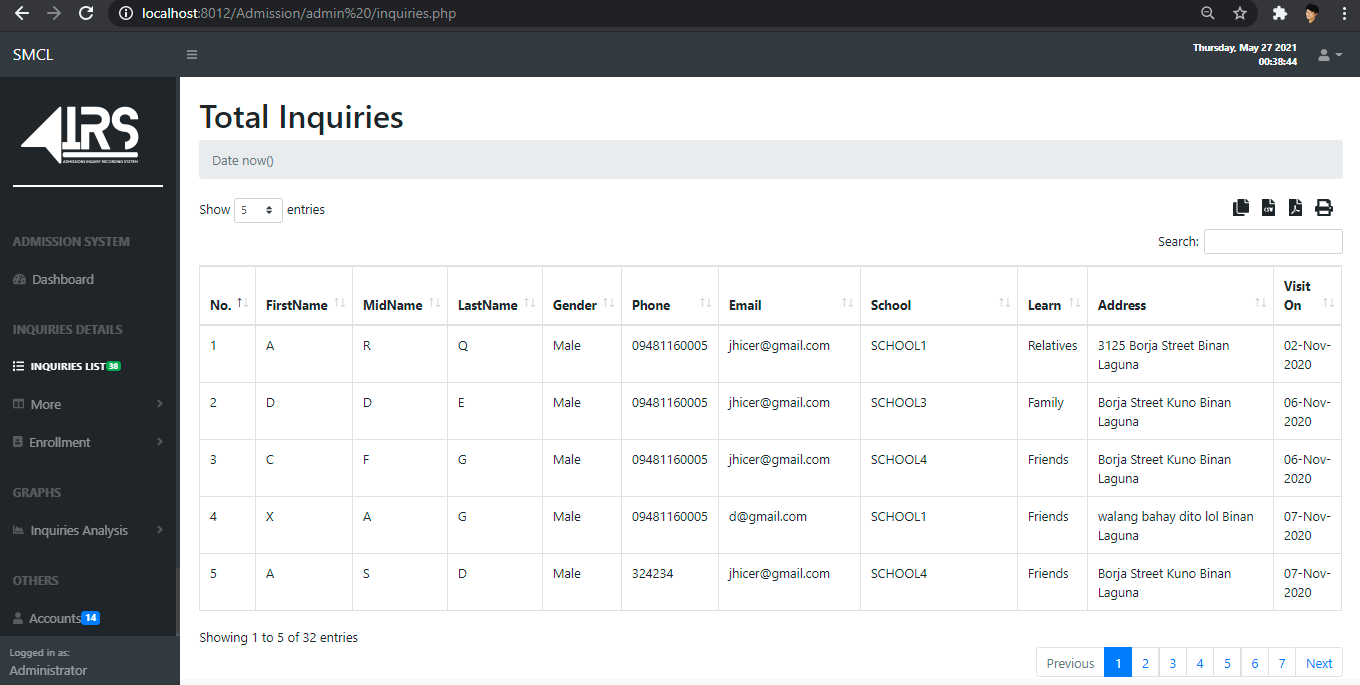 localhost:8012/Admission/admin%20/inquiries.php
SMCL
Thursday, May 27 2021
00:38:44
AIRS
ADMISSIONS INQUIRY RECORDING SYSTEM
ADMISSION SYSTEM
Dashboard
INQUIRIES DETAILS
INQUIRIES LIST 38
More
Enrollment
GRAPHS
Inquiries Analysis
OTHERS
Accounts 14
Logged in as:
Administrator
Total Inquiries
Date now()
Show 5 entries
CSV
Search:
No. FirstName MidName LastName Gender Phone Email School Learn Address Visit
On
1 A R Q Male 09481160005 jhicer@gmail.com SCHOOL1 Relatives 3125 Borja Street Binan 02-Nov-
Laguna 2020
2 D D E Male 09481160005 jhicer@gmail.com SCHOOL3 Family Borja Street Kuno Binan 06-Nov-
Laguna 2020
3 C F G Male 09481160005 jhicer@gmail.com SCHOOL4 Friends Borja Street Kuno Binan 06-Nov-
Laguna 2020
4 X A G Male 09481160005 d@gmail.com SCHOOL1 Friends walang bahay dito lol Binan 07-Nov-
Laguna 2020
5 A S D Male 324234 jhicer@gmail.com SCHOOL4 Friends Borja Street Kuno Binan 07-Nov-
Laguna 2020
Showing 1 to 5 of 32 entries
Previous 1 2 3 4 5 6 7 Next